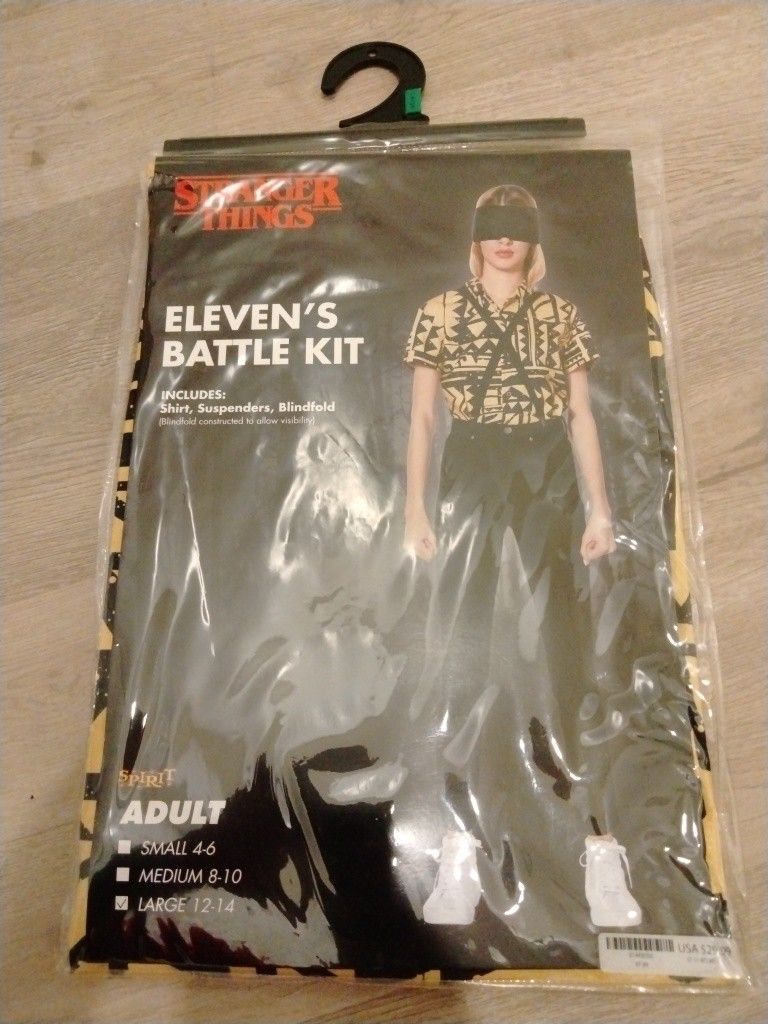 STRANGER
THINGS
ELEVEN'S
BATTLE KIT
INCLUDES:
Shirt, Suspenders, Blindfold
(Blindfold constructed to allow visibility)
SPIRIT
ADULT
SMALL 4-6
MEDIUM 8-10
LARGE 12-14
USA